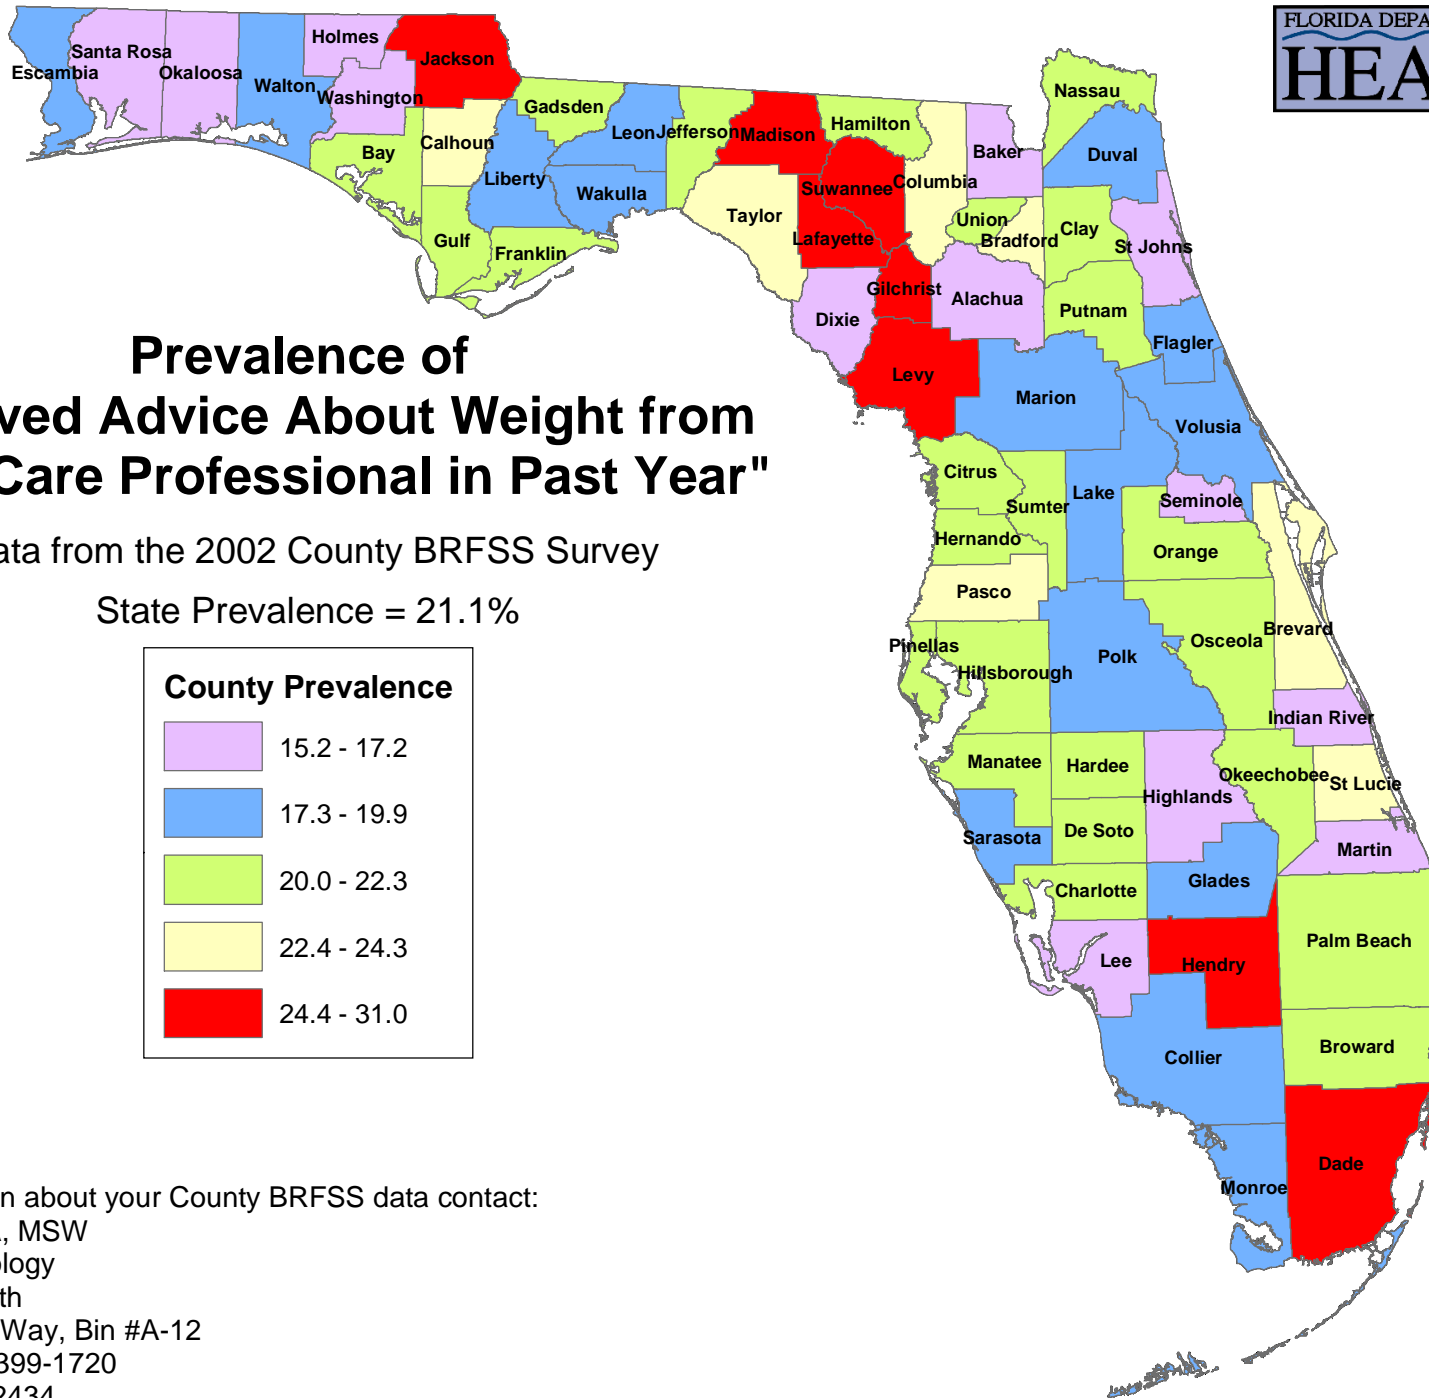 FLORIDA DEPA
HEA
Holmes
Jackson
Santa Rosa
Escambia
Okaloosa
Walton
Washington
Nassau
Gadsden
Leon
Jefferson
Madison
Hamilton
Calhoun
Bay
Baker
Duval
Liberty
Wakulla
Suwannee
Columbia
Taylor
Union
Bradford
Clay
St Johns
Gulf
Franklin
Lafayette
Gilchrist
Alachua
Putnam
Dixie
Flagler
Levy
Marion
Volusia
Prevalence of
ved Advice About Weight from
Care Professional in Past Year"
ata from the 2002 County BRFSS Survey
State Prevalence = 21.1%
County Prevalence
15.2 - 17.2
17.3 - 19.9
20.0 - 22.3
22.4 - 24.3
24.4 - 31.0
Citrus
Sumter
Lake
Seminole
Hernando
Orange
Pasco
Brevard
Pinellas
Hillsborough
Polk
Osceola
Indian River
Manatee
Hardee
Highlands
Okeechobee
St Lucie
Sarasota
De Soto
Martin
Charlotte
Glades
Lee
Hendry
Palm Beach
Collier
Broward
Monroe
Dade
n about your County BRFSS data contact:
, MSW
ology
th
Way, Bin #A-12
399-1720
2434